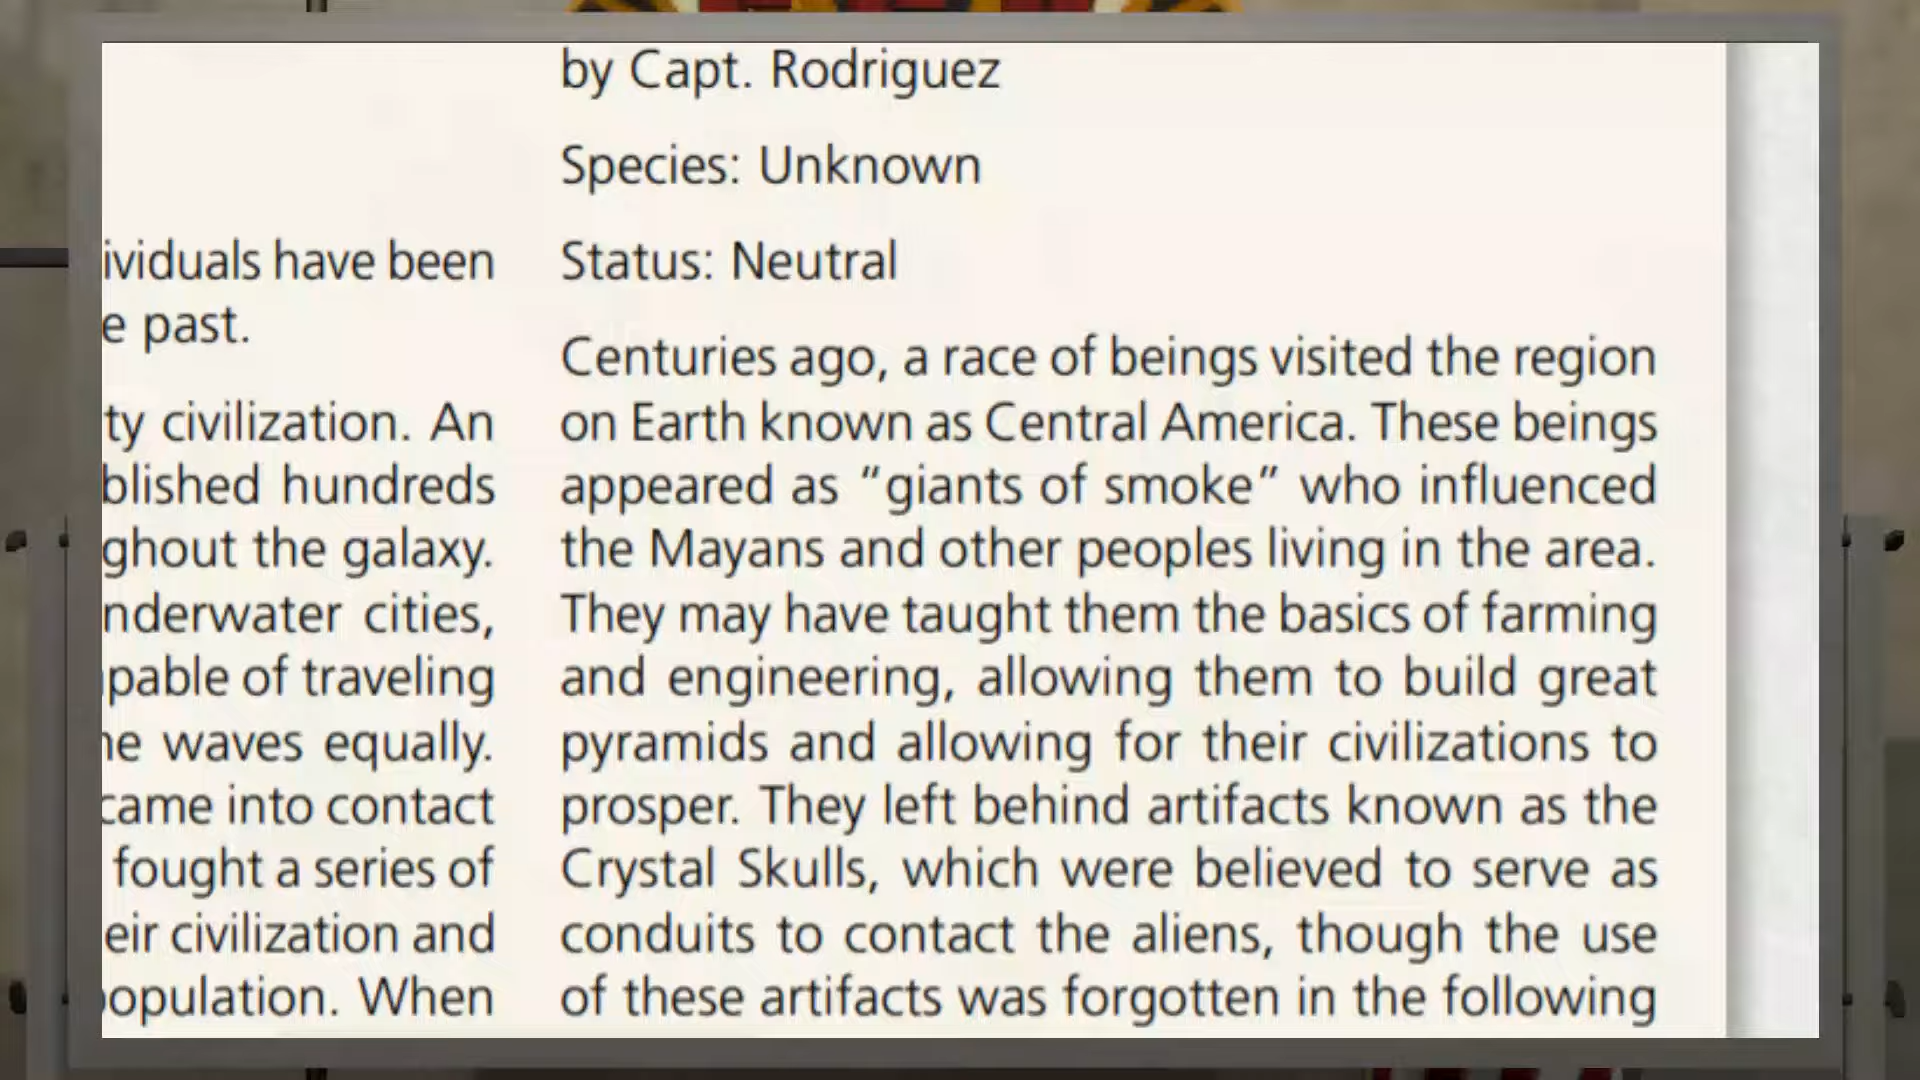 ividuals have been
e past.
ty civilization. An
blished hundreds
ghout the galaxy.
nderwater cities,
pable of traveling
he waves equally.
came into contact
fought a series of
eir civilization and
population. When
by Capt. Rodriguez
Species: Unknown
Status: Neutral
Centuries ago, a race of beings visited the region
on Earth known as Central America. These beings
appeared as “giants of smoke” who influenced
the Mayans and other peoples living in the area.
They may have taught them the basics of farming
and engineering, allowing them to build great
pyramids and allowing for their civilizations to
prosper. They left behind artifacts known as the
Crystal Skulls, which were believed to serve as
conduits to contact the aliens, though the use
of these artifacts was forgotten in the following